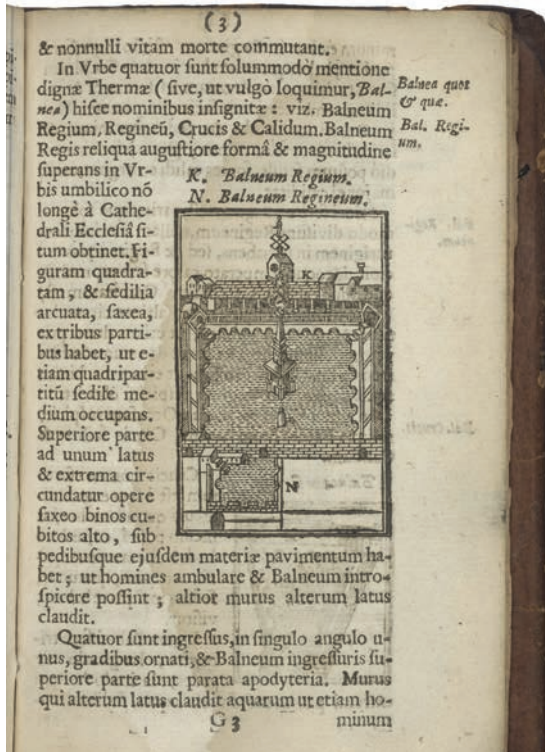 (3)
& nonnulli vitam morte commutant.
In Vrbe quatuor ſunt ſolummodò mentione
dignæ Thermæ ( ſive, ut vulgò loquimur, Bal-
nea) hiſce nominibus inſignitæ : viz. Balneum
Regium, Regineū, Crucis & Calidum. Balneum
Regis reliqua auguſtiore formâ & magnitudine
ſuperans in Vr-
bis umbilico nō
longè à Cathe-
drali Eccleſiâ ſi-
tum obtinet. Fi-
guram quadra-
tam, & ſedilia
arcuata, ſaxea,
ex tribus parti-
bus habet, ut e-
tiam quadripar-
titū ſedile me-
dium occupans.
Superiore parte
ad unum latus
& extrema cir-
cundatur opere
ſaxeo binos cu-
bitos alto, ſub
K. Balneum Regium.
N. Balneum Regineum.
K
N
pedibuſque ejuſdem materiæ pavimentum ha-
bet ; ut homines ambulare & Balneum intro-
ſpicere poſſint ; altior murus alterum latus
claudit.
Quatuor ſunt ingreſſus, in ſingulo angulo u-
nus, gradibus ornati, & Balneum ingreſſuris ſu-
periore parte ſunt parata apodyteria. Murus
qui alterum latus claudit aquarum ut etiam ho-
G 3
minum
Balnea quot
& quæ.
Bal. Regi-
um.